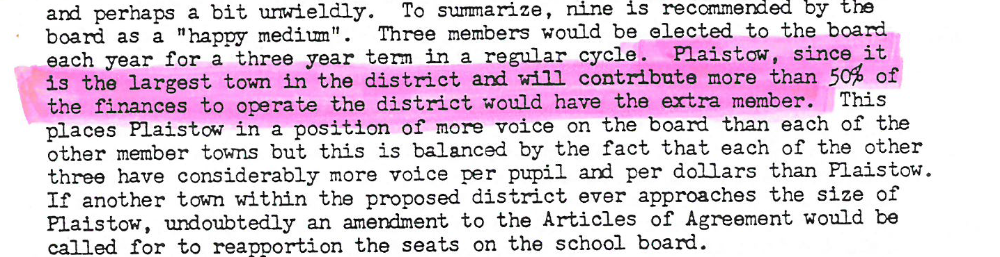 and perhaps a bit unwieldly.  To summarize, nine is recommended by the
board as a "happy medium".  Three members would be elected to the board
each year for a three year term in a regular cycle.  Plaistow, since it
is the largest town in the district and will contribute more than 50% of
the finances to operate the district would have the extra member.  This
places Plaistow in a position of more voice on the board than each of the
other member towns but this is balanced by the fact that each of the other
three have considerably more voice per pupil and per dollars than Plaistow.
If another town within the proposed district ever approaches the size of
Plaistow, undoubtedly an amendment to the Articles of Agreement would be
called for to reapportion the seats on the school board.